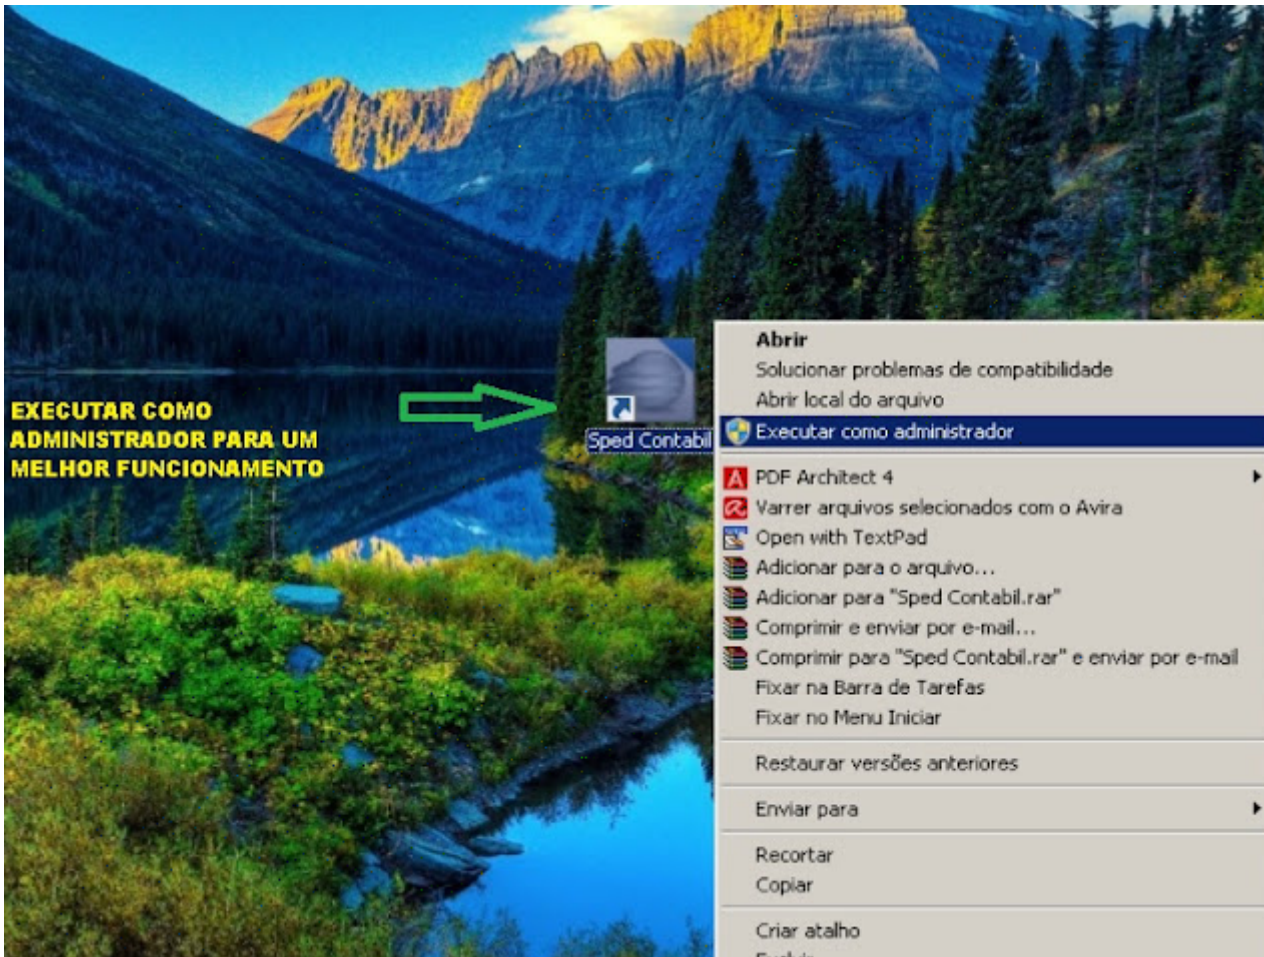 EXECUTAR COMO
ADMINISTRADOR PARA UM
MELHOR FUNCIONAMENTO
Sped Contabil
Abrir
Solucionar problemas de compatibilidade
Abrir local do arquivo
Executar como administrador
PDF Architect 4
Varrer arquivos selecionados com o Avira
Open with TextPad
Adicionar para o arquivo...
Adicionar para "Sped Contabil.rar"
Comprimir e enviar por e-mail...
Comprimir para "Sped Contabil.rar" e enviar por e-mail
Fixar na Barra de Tarefas
Fixar no Menu Iniciar
Restaurar versões anteriores
Enviar para
Recortar
Copiar
Criar atalho